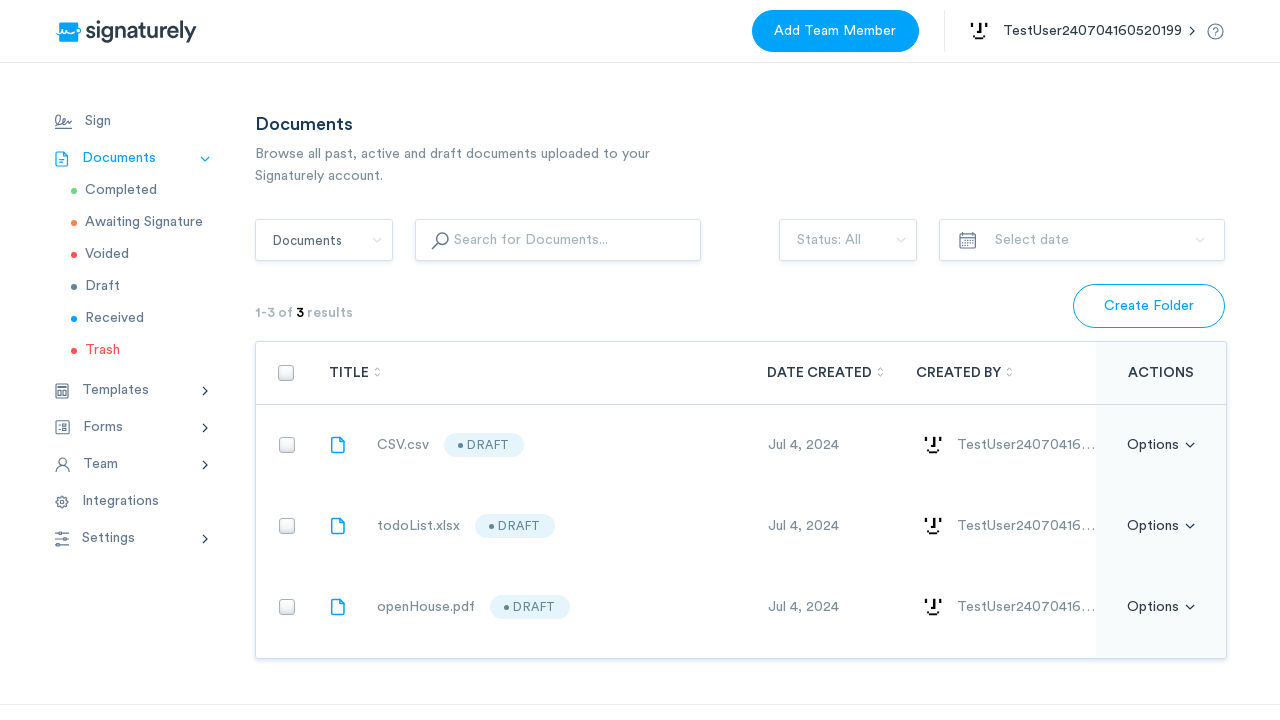 signaturely
Add Team Member
TestUser240704160520199
Sign
Documents
Completed
Awaiting Signature
Voided
Draft
Received
Trash
Templates
Forms
Team
Integrations
Settings
Documents
Browse all past, active and draft documents uploaded to your
Signaturely account.
Documents
Search for Documents...
Status: All
Select date
1-3 of 3 results
Create Folder
TITLE DATE CREATED CREATED BY ACTIONS
CSV.csv DRAFT Jul 4, 2024 TestUser24070416... Options
todoList.xlsx DRAFT Jul 4, 2024 TestUser24070416... Options
openHouse.pdf DRAFT Jul 4, 2024 TestUser24070416... Options